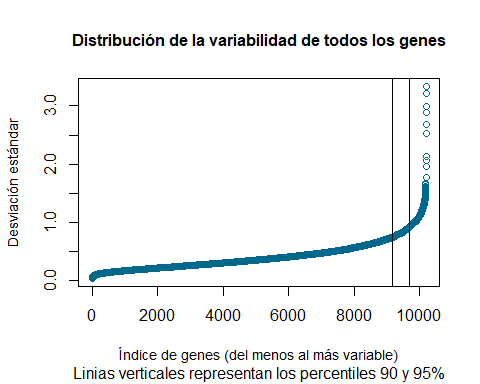 Distribución de la variabilidad de todos los genes
Desviación estándar
3.0
2.0
1.0
0.0
0 2000 4000 6000 8000 10000
Índice de genes (del menos al más variable)
Linias verticales representan los percentiles 90 y 95%